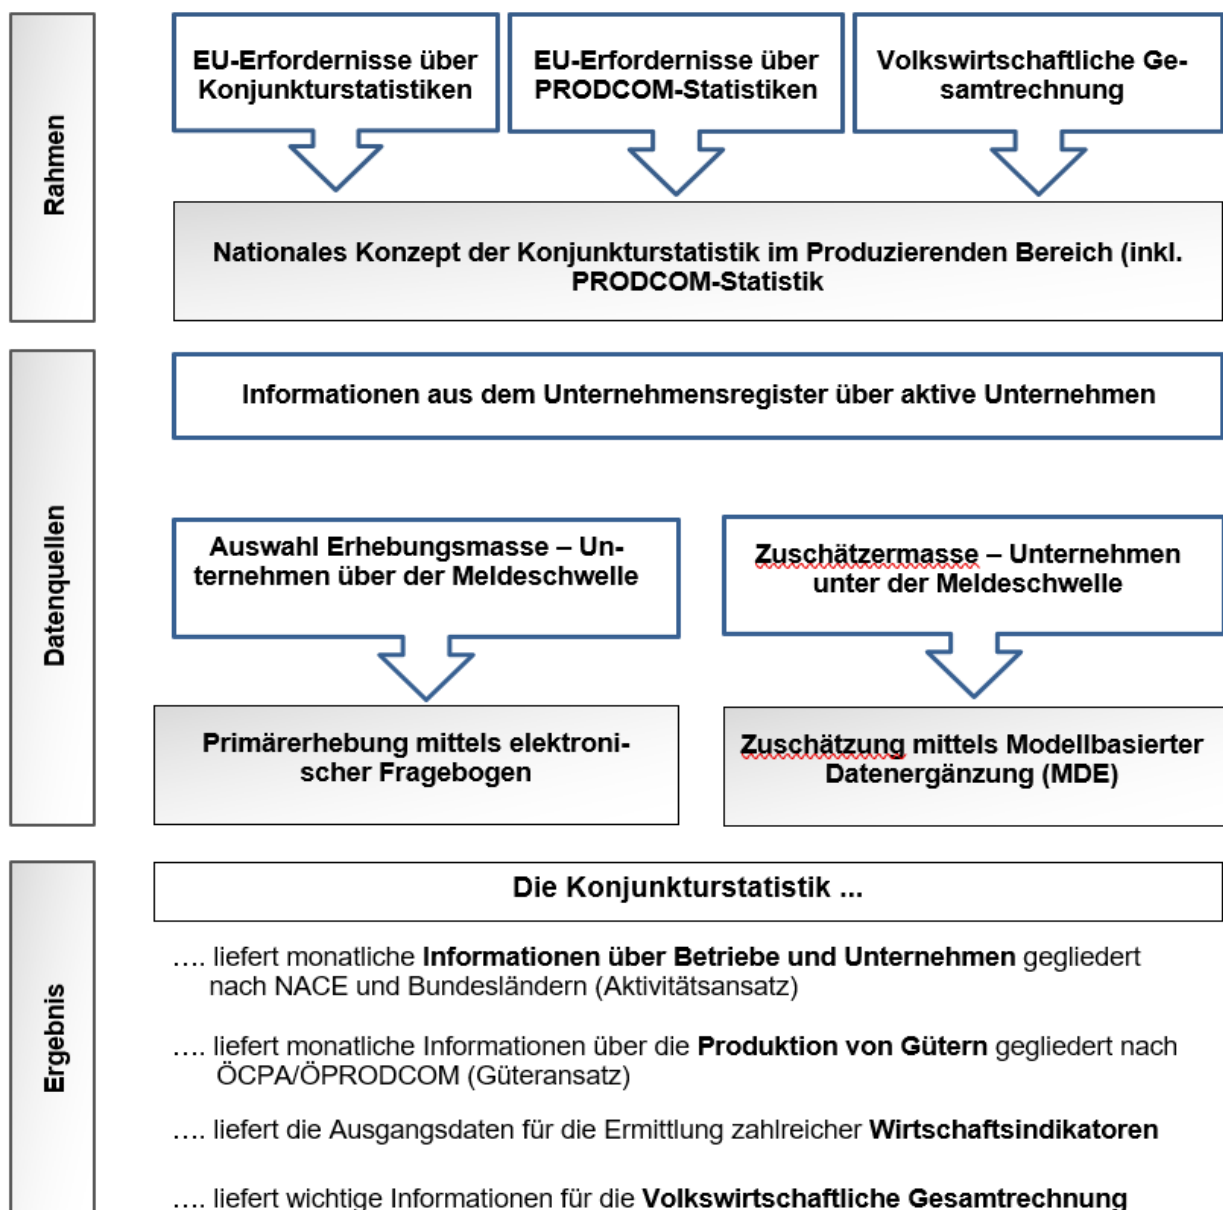 Rahmen
EU-Erfordernisse über
Konjunkturstatistiken
EU-Erfordernisse über
PRODCOM-Statistiken
Volkswirtschaftliche Ge-
samtrechnung
Nationales Konzept der Konjunkturstatistik im Produzierenden Bereich (inkl.
PRODCOM-Statistik
Datenquellen
Informationen aus dem Unternehmensregister über aktive Unternehmen
Auswahl Erhebungsmasse – Un-
ternehmen über der Meldeschwelle
Zuschätzermasse – Unternehmen
unter der Meldeschwelle
Primärerhebung mittels elektroni-
scher Fragebogen
Zuschätzung mittels Modellbasierter
Datenergänzung (MDE)
Ergebnis
Die Konjunkturstatistik ...
…. liefert monatliche Informationen über Betriebe und Unternehmen gegliedert
nach NACE und Bundesländern (Aktivitätsansatz)
…. liefert monatliche Informationen über die Produktion von Gütern gegliedert nach
ÖCPA/ÖPRODCOM (Güteransatz)
…. liefert die Ausgangsdaten für die Ermittlung zahlreicher Wirtschaftsindikatoren
…. liefert wichtige Informationen für die Volkswirtschaftliche Gesamtrechnung